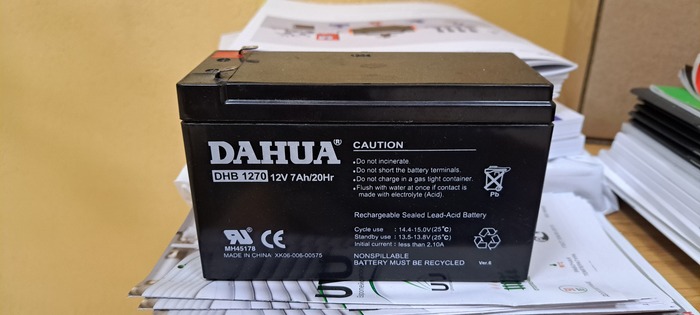 DAHUA®
DHB 1270 12V 7Ah/20Hr
CAUTION
•Do not incinerate.
•Do not short the battery terminals.
•Do not charge in a gas tight container.
•Flush with water at once if contact is
made with electrolyte (Acid).
Pb
Rechargeable Sealed Lead-Acid Battery
Cycle use : 14.4-15.0V (25°C)
Standby use : 13.5-13.8V (25°C)
Initial current : less than 2.10A
MH45178
CE
MADE IN CHINA XK06-006-00575
NONSPILLABLE
BATTERY MUST BE RECYCLED
Ver.6